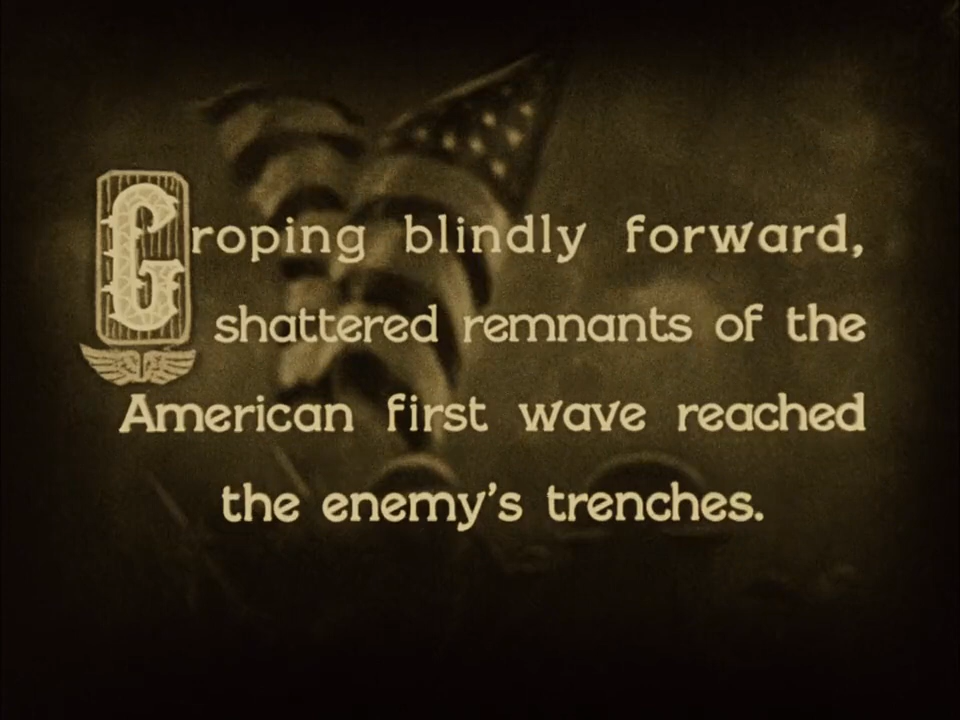 Groping blindly forward,
shattered remnants of the
American first wave reached
the enemy's trenches.